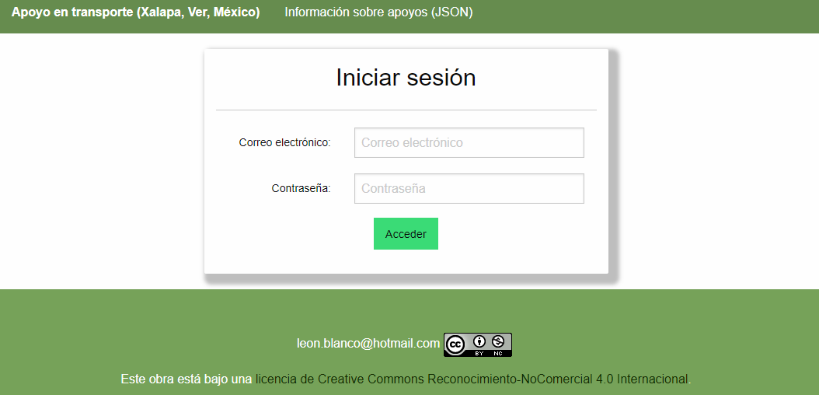 Apoyo en transporte (Xalapa, Ver, México) Información sobre apoyos (JSON)
Iniciar sesión
Correo electrónico: Correo electrónico
Contraseña: Contraseña
Acceder
leon.blanco@hotmail.com cc BY NC
Este obra está bajo una licencia de Creative Commons Reconocimiento-NoComercial 4.0 Internacional.